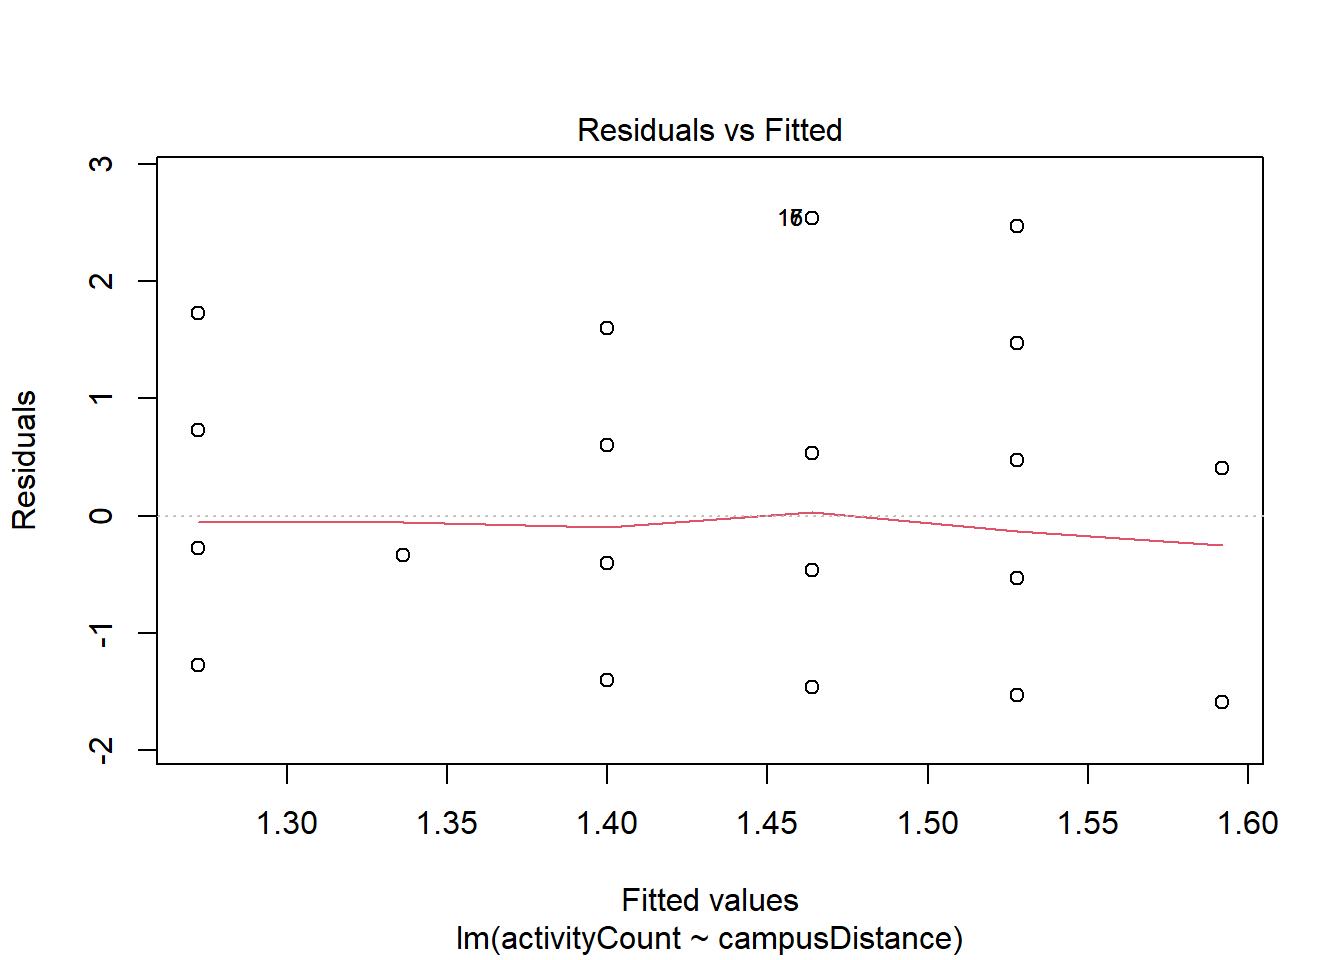 Residuals vs Fitted
Residuals
3
2
1
0
-1
-2
1.30 1.35 1.40 1.45 1.50 1.55 1.60
Fitted values
lm(activityCount ~ campusDistance)